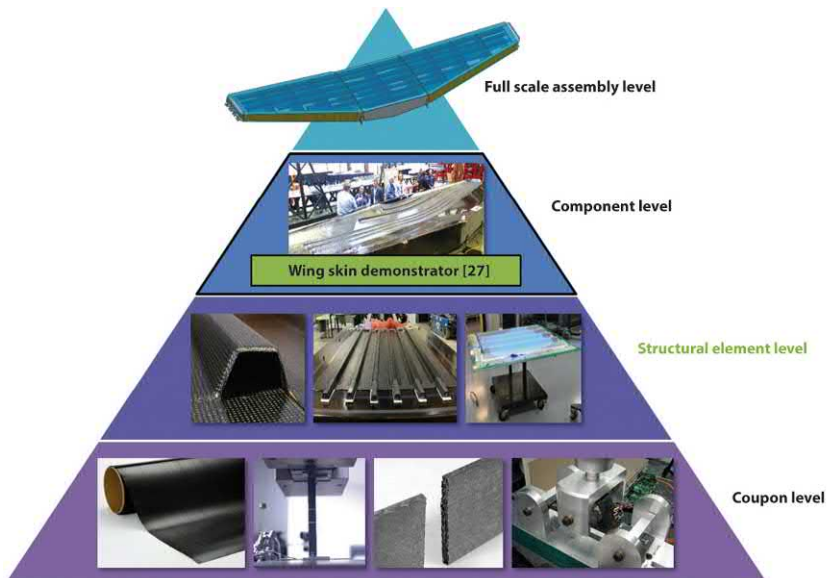 Full scale assembly level
Component level
Wing skin demonstrator [27]
Structural element level
Coupon level